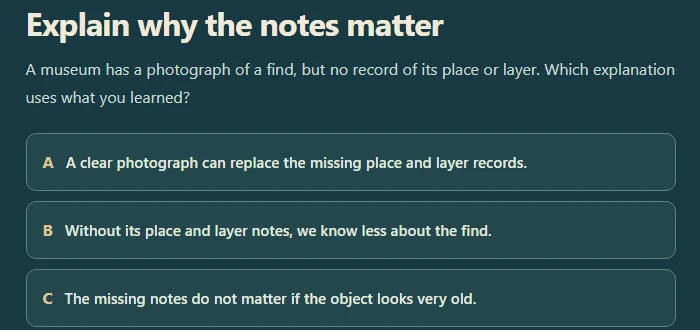 Explain why the notes matter
A museum has a photograph of a find, but no record of its place or layer. Which explanation
uses what you learned?
A A clear photograph can replace the missing place and layer records.
B Without its place and layer notes, we know less about the find.
C The missing notes do not matter if the object looks very old.